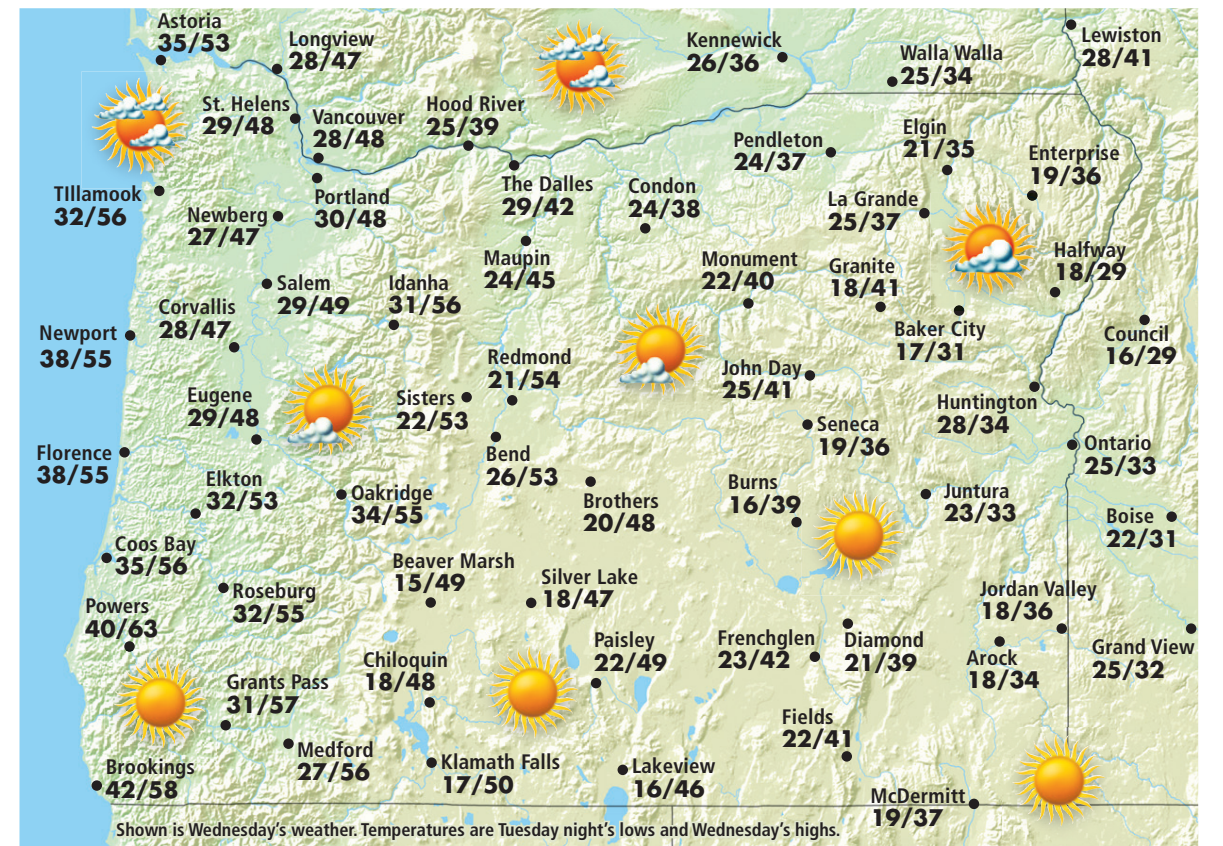 Astoria
35/53
Longview
28/47
Kennewick
26/36
Walla Walla
25/34
Lewiston
28/41
St. Helens
29/48
Vancouver
28/48
Hood River
25/39
Pendleton
24/37
Elgin
21/35
Enterprise
19/36
TIllamook
32/56
Newberg
27/47
Portland
30/48
The Dalles
29/42
Condon
24/38
La Grande
25/37
Maupin
24/45
Monument
22/40
Granite
18/41
Halfway
18/29
Salem
29/49
Idanha
31/56
Corvallis
28/47
Newport
38/55
Baker City
17/31
Council
16/29
Redmond
21/54
John Day
25/41
Eugene
29/48
Sisters
22/53
Huntington
28/34
Seneca
19/36
Florence
38/55
Bend
26/53
Ontario
25/33
Elkton
32/53
Oakridge
34/55
Brothers
20/48
Burns
16/39
Juntura
23/33
Boise
22/31
Coos Bay
35/56
Beaver Marsh
15/49
Silver Lake
18/47
Roseburg
32/55
Jordan Valley
18/36
Powers
40/63
Paisley
22/49
Frenchglen
23/42
Diamond
21/39
Arock
18/34
Grand View
25/32
Chiloquin
18/48
Grants Pass
31/57
Fields
22/41
Medford
27/56
Klamath Falls
17/50
Lakeview
16/46
Brookings
42/58
McDermitt
19/37
Shown is Wednesday's weather. Temperatures are Tuesday night's lows and Wednesday's highs.